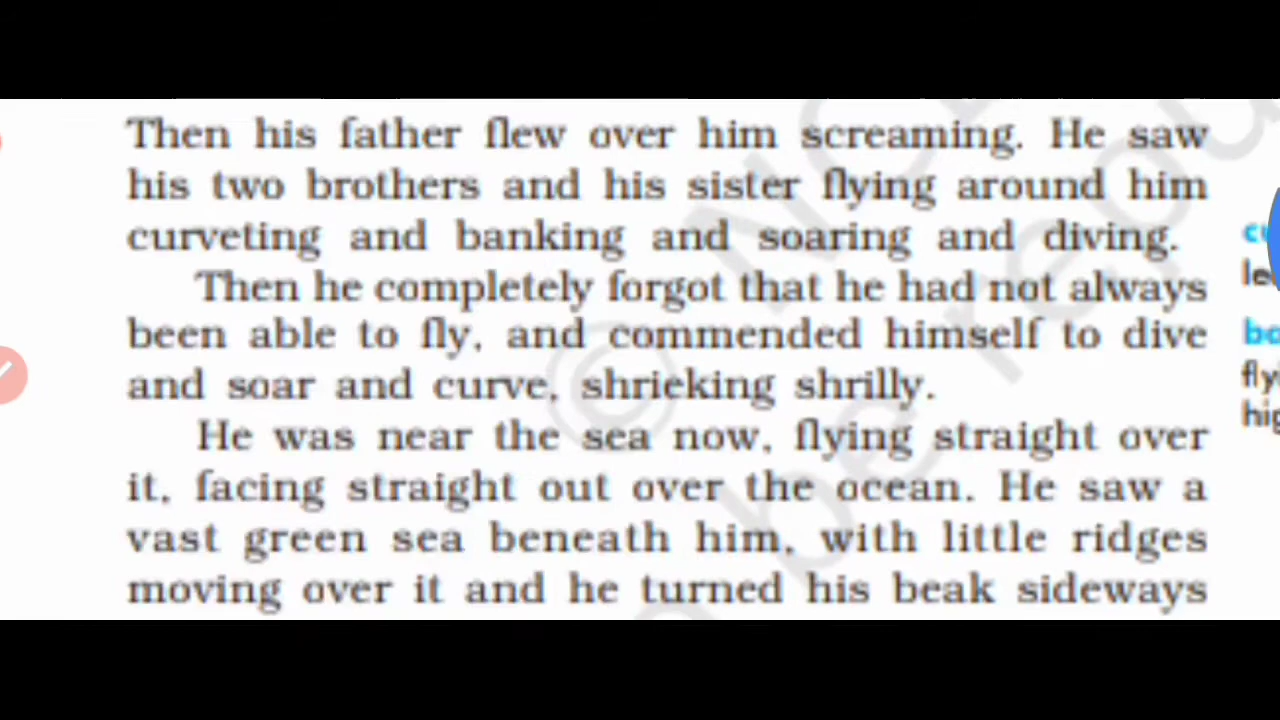 Then his father flew over him screaming. He saw
his two brothers and his sister flying around him
curveting and banking and soaring and diving.
Then he completely forgot that he had not always
been able to fly, and commended himself to dive
and soar and curve, shrieking shrilly.
He was near the sea now, flying straight over
it, facing straight out over the ocean. He saw a
vast green sea beneath him, with little ridges
moving over it and he turned his beak sideways